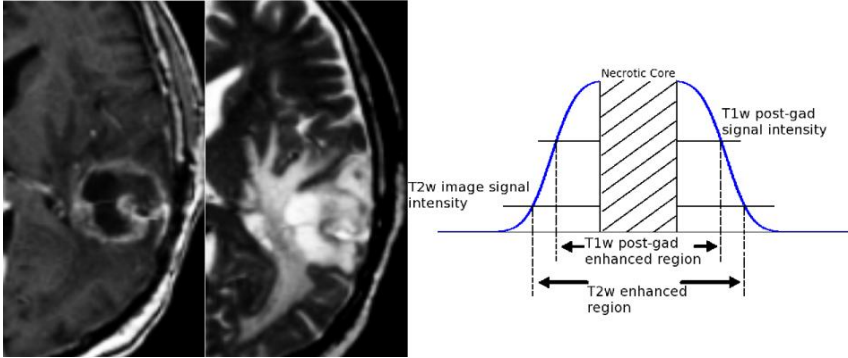 Necrotic Core
T1w post-gad
signal intensity
T2w image signal
intensity
T1w post-gad
enhanced region
T2w enhanced
region